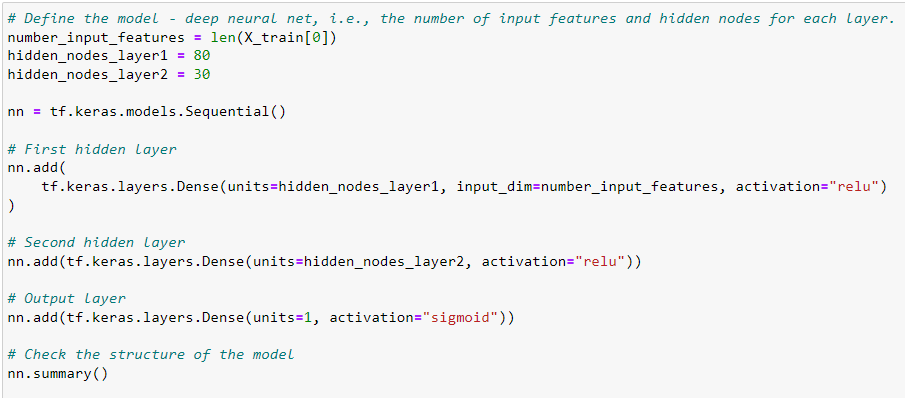 # Define the model - deep neural net, i.e., the number of input features and hidden nodes for each layer.
number_input_features = len(X_train[0])
hidden_nodes_layer1 = 80
hidden_nodes_layer2 = 30

nn = tf.keras.models.Sequential()

# First hidden layer
nn.add(
    tf.keras.layers.Dense(units=hidden_nodes_layer1, input_dim=number_input_features, activation="relu")
)

# Second hidden layer
nn.add(tf.keras.layers.Dense(units=hidden_nodes_layer2, activation="relu"))

# Output layer
nn.add(tf.keras.layers.Dense(units=1, activation="sigmoid"))

# Check the structure of the model
nn.summary()